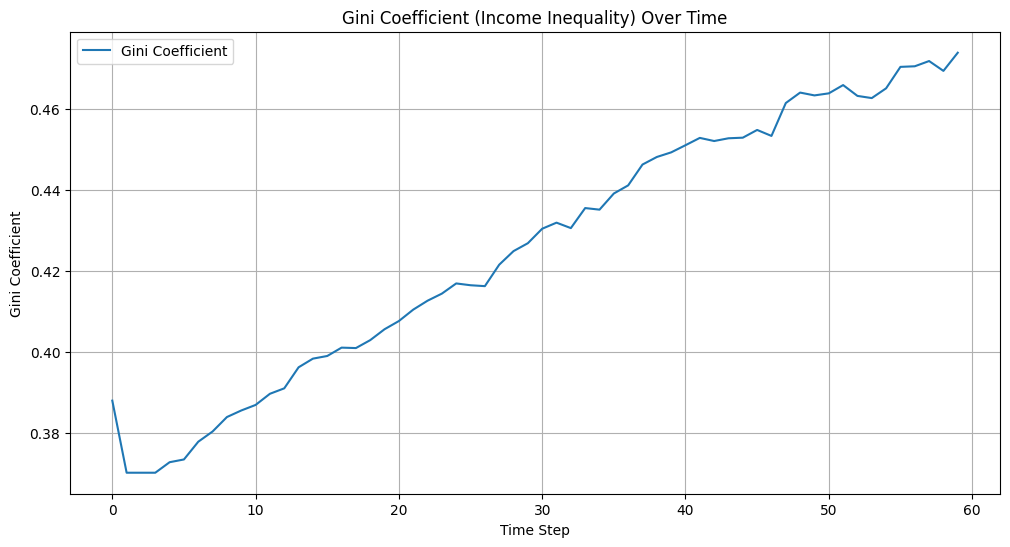 Gini Coefficient (Income Inequality) Over Time
Gini Coefficient
Gini Coefficient
0.46
0.44
0.42
0.40
0.38
0 10 20 30 40 50 60
Time Step